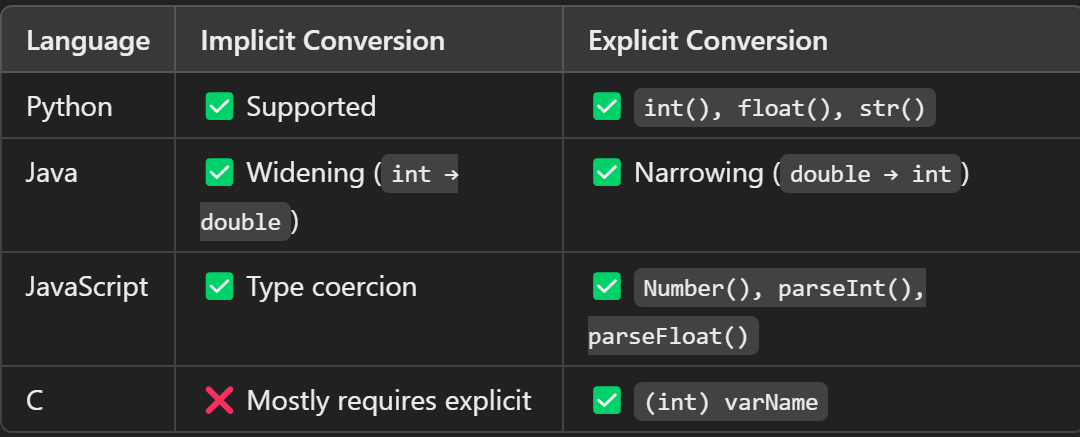 Language Implicit Conversion Explicit Conversion
Python ✅ Supported ✅ int(), float(), str()
Java ✅ Widening (int → ✅ Narrowing (double → int)
double)
JavaScript ✅ Type coercion ✅ Number(), parseInt(),
parseFloat()
C ❌ Mostly requires explicit ✅ (int) varName